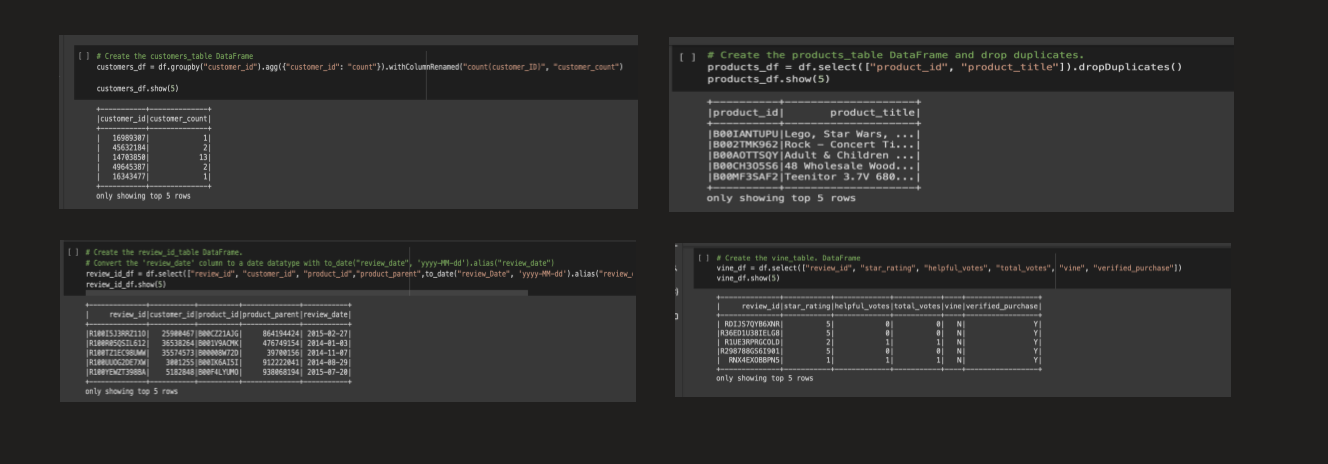 [ ] # Create the customers_table DataFrame
customers_df = df.groupby("customer_id").agg({"customer_id": "count"}).withColumnRenamed("count(customer_ID)", "customer_count")
customers_df.show(5)
+-----------+--------------+
|customer_id|customer_count|
+-----------+--------------+
| 16989307| 1|
| 45632184| 2|
| 14703850| 13|
| 49645387| 2|
| 16343477| 1|
+-----------+--------------+
only showing top 5 rows
[ ] # Create the products_table DataFrame and drop duplicates.
products_df = df.select(["product_id", "product_title"]).dropDuplicates()
products_df.show(5)
+----------+--------------------+
|product_id| product_title|
+----------+--------------------+
|B00IANTUPU|Lego, Star Wars, ...|
|B002TMK962|Rock – Concert Ti...|
|B00AOTTSQY|Adult & Children ...|
|B00CH3O5S6|48 Wholesale Wood...|
|B00MF3SAF2|Teenitor 3.7V 680...|
+----------+--------------------+
only showing top 5 rows
[ ] # Create the review_id_table DataFrame.
# Convert the 'review_date' column to a date datatype with to_date("review_date", 'yyyy-MM-dd').alias("review_date")
review_id_df = df.select(["review_id", "customer_id", "product_id","product_parent",to_date("review_Date", 'yyyy-MM-dd').alias("review_
review_id_df.show(5)
+--------------+-----------+----------+--------------+-----------+
| review_id|customer_id|product_id|product_parent|review_date|
+--------------+-----------+----------+--------------+-----------+
|R100I5J3RRZ11O| 25900467|B00CZ21AJG| 864194424| 2015-02-27|
|R100R05QSIL612| 36538264|B001Y9ACMK| 476749154| 2014-01-03|
|R100TZ1EC98UWW| 35574573|B00008W72D| 39700156| 2014-11-07|
|R100UUOG2DE7XW| 3001255|B00IK6AI5I| 912222041| 2014-08-29|
|R100YEWZT39BBA| 5182848|B00F4LYUMO| 938068194| 2015-07-20|
+--------------+-----------+----------+--------------+-----------+
only showing top 5 rows
[ ] # Create the vine_table. DataFrame
vine_df = df.select(["review_id", "star_rating", "helpful_votes", "total_votes", "vine", "verified_purchase"])
vine_df.show(5)
+--------------+-----------+-------------+-----------+----+-----------------+
| review_id|star_rating|helpful_votes|total_votes|vine|verified_purchase|
+--------------+-----------+-------------+-----------+----+-----------------+
| RDIJS7QYB6XNR| 5| 0| 0| N| Y|
|R36ED1U38IELG8| 5| 0| 0| N| Y|
| R1UE3RPRGCOLD| 2| 1| 1| N| Y|
|R298788GS6I901| 5| 0| 0| N| Y|
| RNX4EXOBBPN5| 1| 1| 1| N| Y|
+--------------+-----------+-------------+-----------+----+-----------------+
only showing top 5 rows